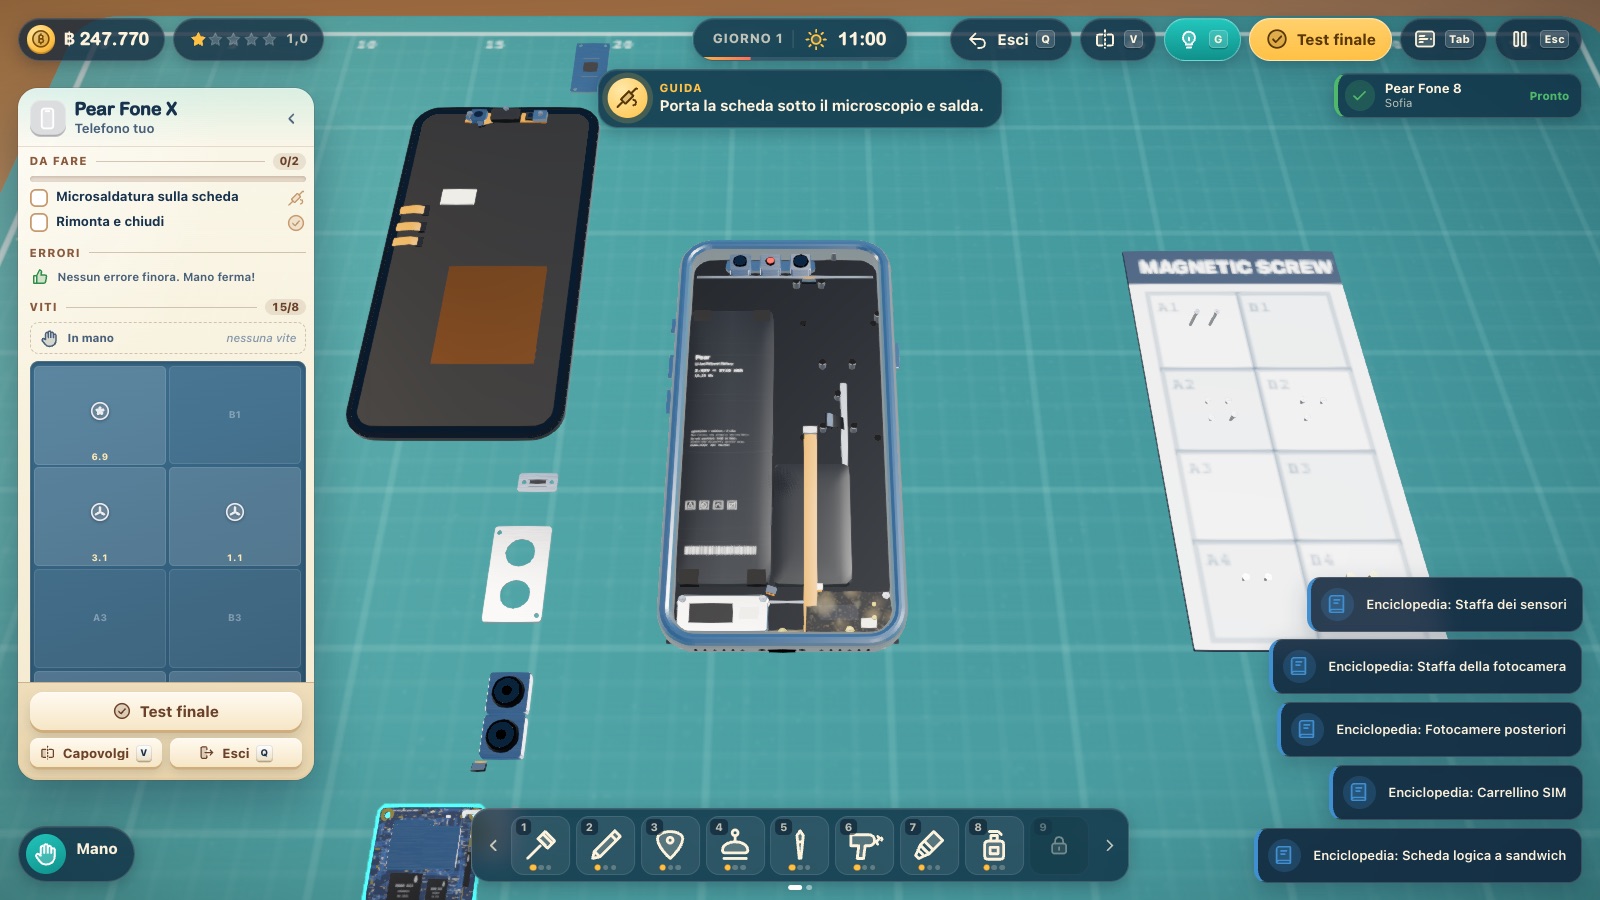 ฿ 247.770
1,0
GIORNO 1
11:00
Esci Q
V
G
Test finale
Tab
Esc
10
15
20
GUIDA
Porta la scheda sotto il microscopio e salda.
Pear Fone 8
Sofia
Pronto
Pear Fone X
Telefono tuo
DA FARE
0/2
Microsaldatura sulla scheda
Rimonta e chiudi
ERRORI
Nessun errore finora. Mano ferma!
VITI
15/8
In mano
nessuna vite
B1
6.9
3.1
1.1
A3
B3
Test finale
Capovolgi V
Esci Q
Mano
Pear
MAGNETIC SCREW
A1
B1
A2
B2
A3
B3
A4
B4
Enciclopedia: Staffa dei sensori
Enciclopedia: Staffa della fotocamera
Enciclopedia: Fotocamere posteriori
Enciclopedia: Carrellino SIM
Enciclopedia: Scheda logica a sandwich
1
2
3
4
5
6
7
8
9